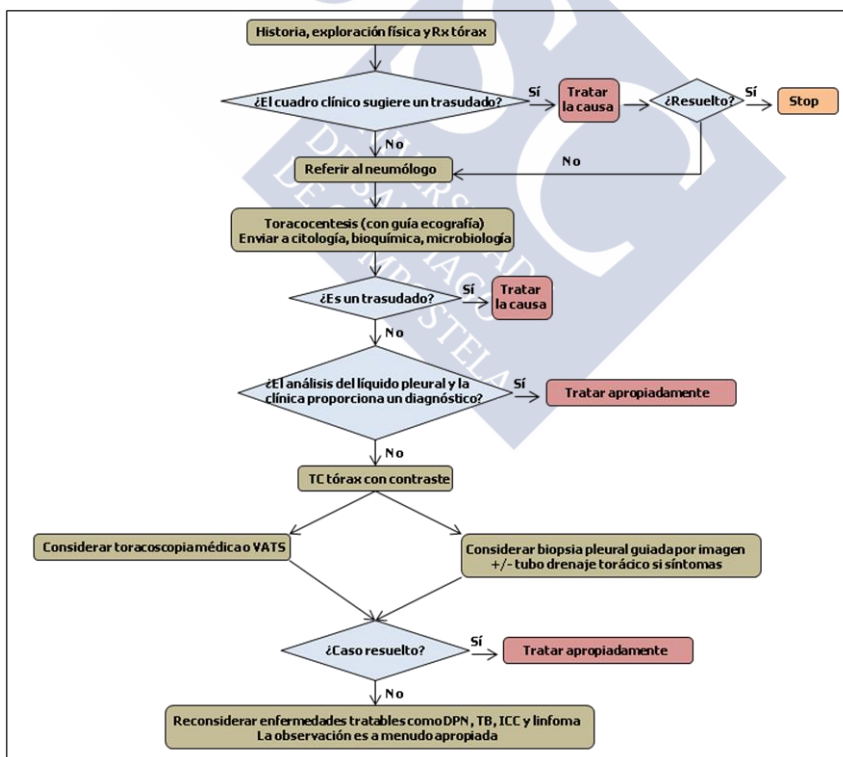 Historia, exploración física y Rx tórax
¿El cuadro clínico sugiere un trasudado?
Sí
Tratar
la causa
¿Resuelto?
Sí
Stop
No
No
Referir al neumólogo
Toracocentesis (con guía ecografía)
Enviar a citología, bioquímica, microbiología
¿Es un trasudado?
Sí
Tratar
la causa
No
¿El análisis del líquido pleural y la
clínica proporciona un diagnóstico?
Sí
Tratar apropiadamente
No
TC tórax con contraste
Considerar toracoscopia médica o VATS
Considerar biopsia pleural guiada por imagen
+/- tubo drenaje torácico si síntomas
¿Caso resuelto?
Sí
Tratar apropiadamente
No
Reconsiderar enfermedades tratables como DPN, TB, ICC y linfoma
La observación es a menudo apropiada
SC